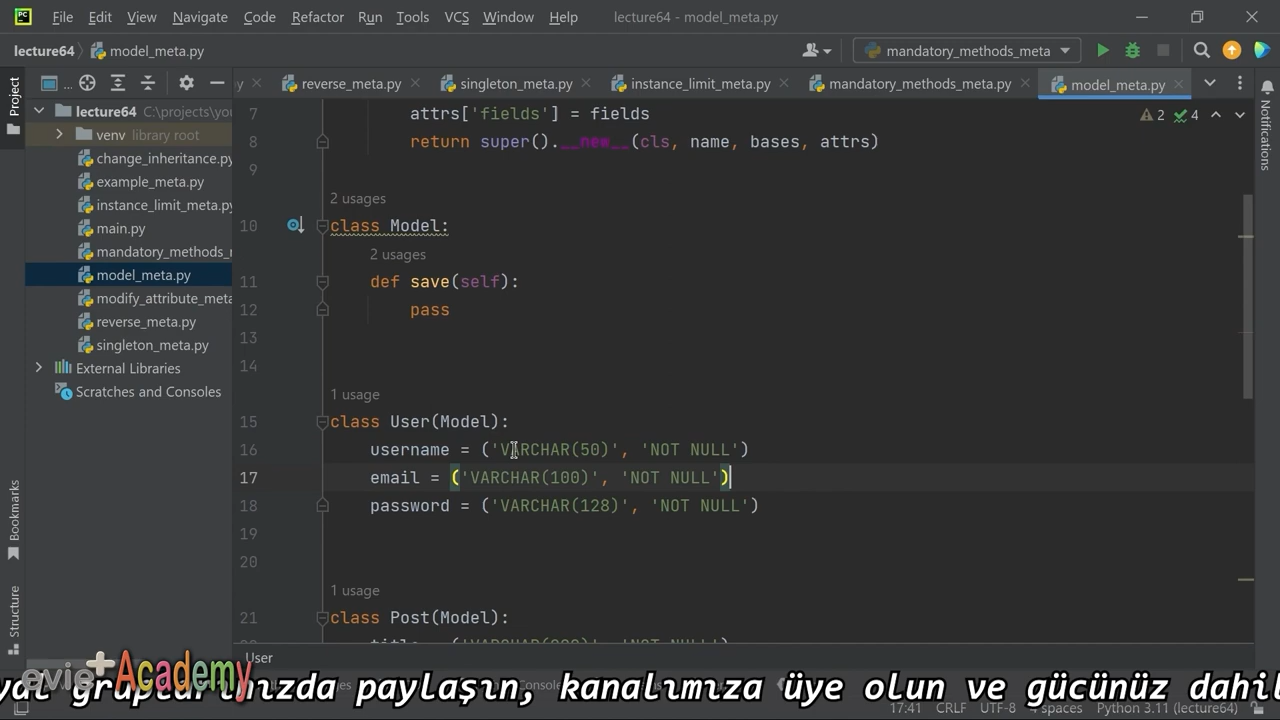 File Edit View Navigate Code Refactor Run Tools VCS Window Help lecture64 - model_meta.py
lecture64 model_meta.py mandatory_methods_meta
reverse_meta.py singleton_meta.py instance_limit_meta.py mandatory_methods_meta.py model_meta.py
Project
Notifications
lecture64 C:\projects\you
venv library root
change_inheritance.py
example_meta.py
instance_limit_meta.py
main.py
mandatory_methods_
model_meta.py
modify_attribute_meta
reverse_meta.py
singleton_meta.py
External Libraries
Scratches and Consoles
Bookmarks
Structure
2 4
7 attrs['fields'] = fields
8 return super().__new__(cls, name, bases, attrs)
9
2 usages
10 class Model:
2 usages
11 def save(self):
12 pass
13
14
1 usage
15 class User(Model):
16 username = ('VARCHAR(50)', 'NOT NULL')
17 email = ('VARCHAR(100)', 'NOT NULL')
18 password = ('VARCHAR(128)', 'NOT NULL')
19
20
1 usage
21 class Post(Model):
User
evie+Academy
yal gruplarımızda paylaşın, kanalımıza üye olun ve gücünüz dahil
17:41 CRLF UTF-8 4 spaces Python 3.11 (lecture64)